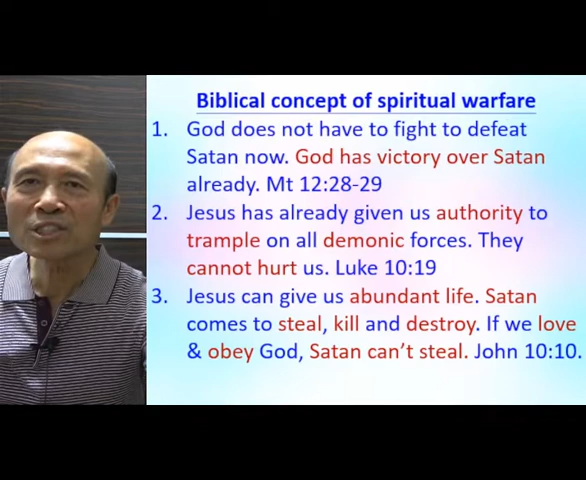 Biblical concept of spiritual warfare
1. God does not have to fight to defeat
Satan now. God has victory over Satan
already. Mt 12:28-29
2. Jesus has already given us authority to
trample on all demonic forces. They
cannot hurt us. Luke 10:19
3. Jesus can give us abundant life. Satan
comes to steal, kill and destroy. If we love
& obey God, Satan can't steal. John 10:10.